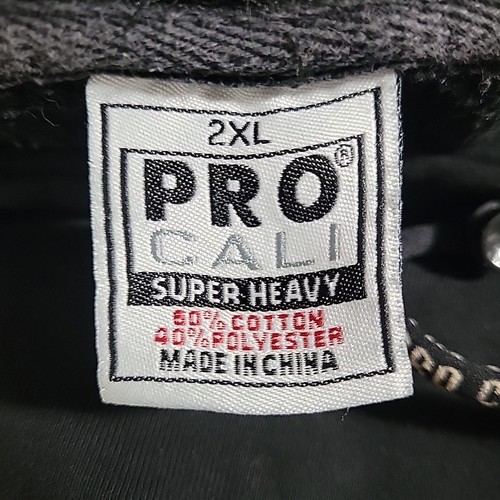 2XL
PRO®
CALI
SUPER HEAVY
60% COTTON
40% POLYESTER
MADE IN CHINA